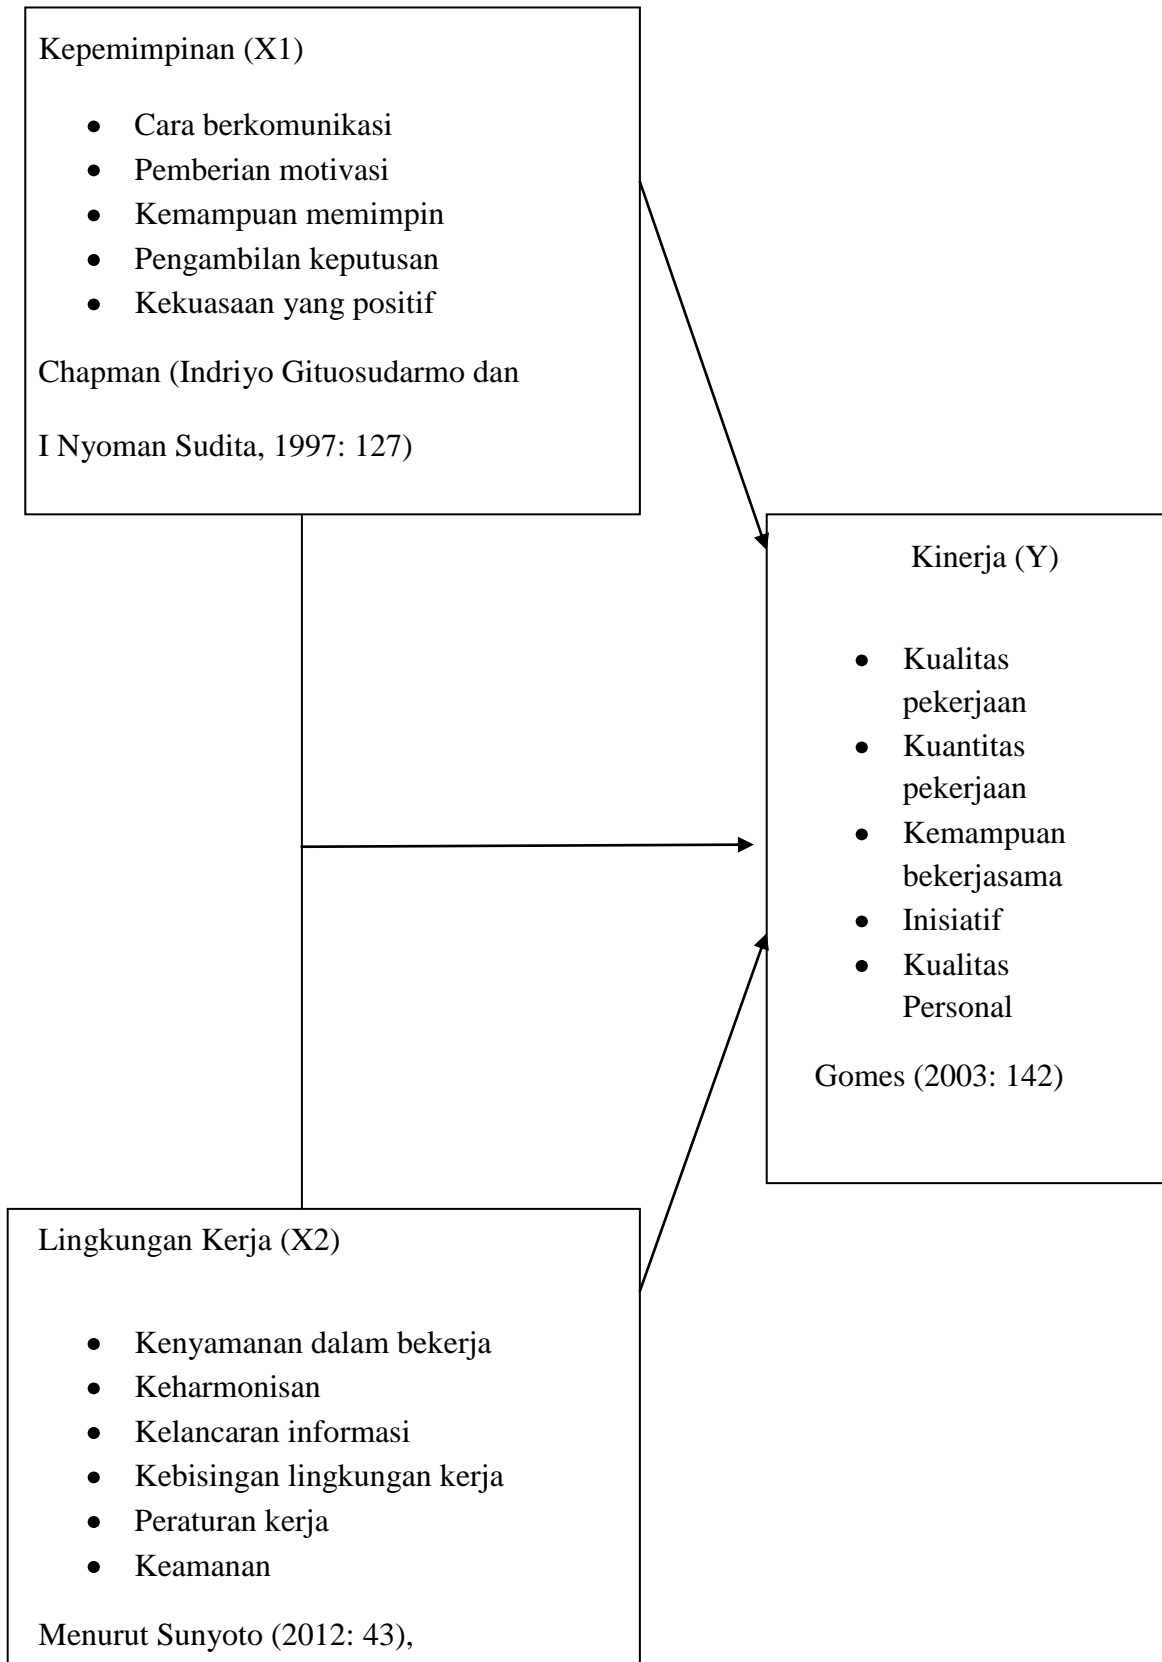 Kepemimpinan (X1)
• Cara berkomunikasi
• Pemberian motivasi
• Kemampuan memimpin
• Pengambilan keputusan
• Kekuasaan yang positif
Chapman (Indriyo Gituosudarmo dan
I Nyoman Sudita, 1997: 127)
Kinerja (Y)
• Kualitas
pekerjaan
• Kuantitas
pekerjaan
• Kemampuan
bekerjasama
• Inisiatif
• Kualitas
Personal
Gomes (2003: 142)
Lingkungan Kerja (X2)
• Kenyamanan dalam bekerja
• Keharmonisan
• Kelancaran informasi
• Kebisingan lingkungan kerja
• Peraturan kerja
• Keamanan
Menurut Sunyoto (2012: 43),